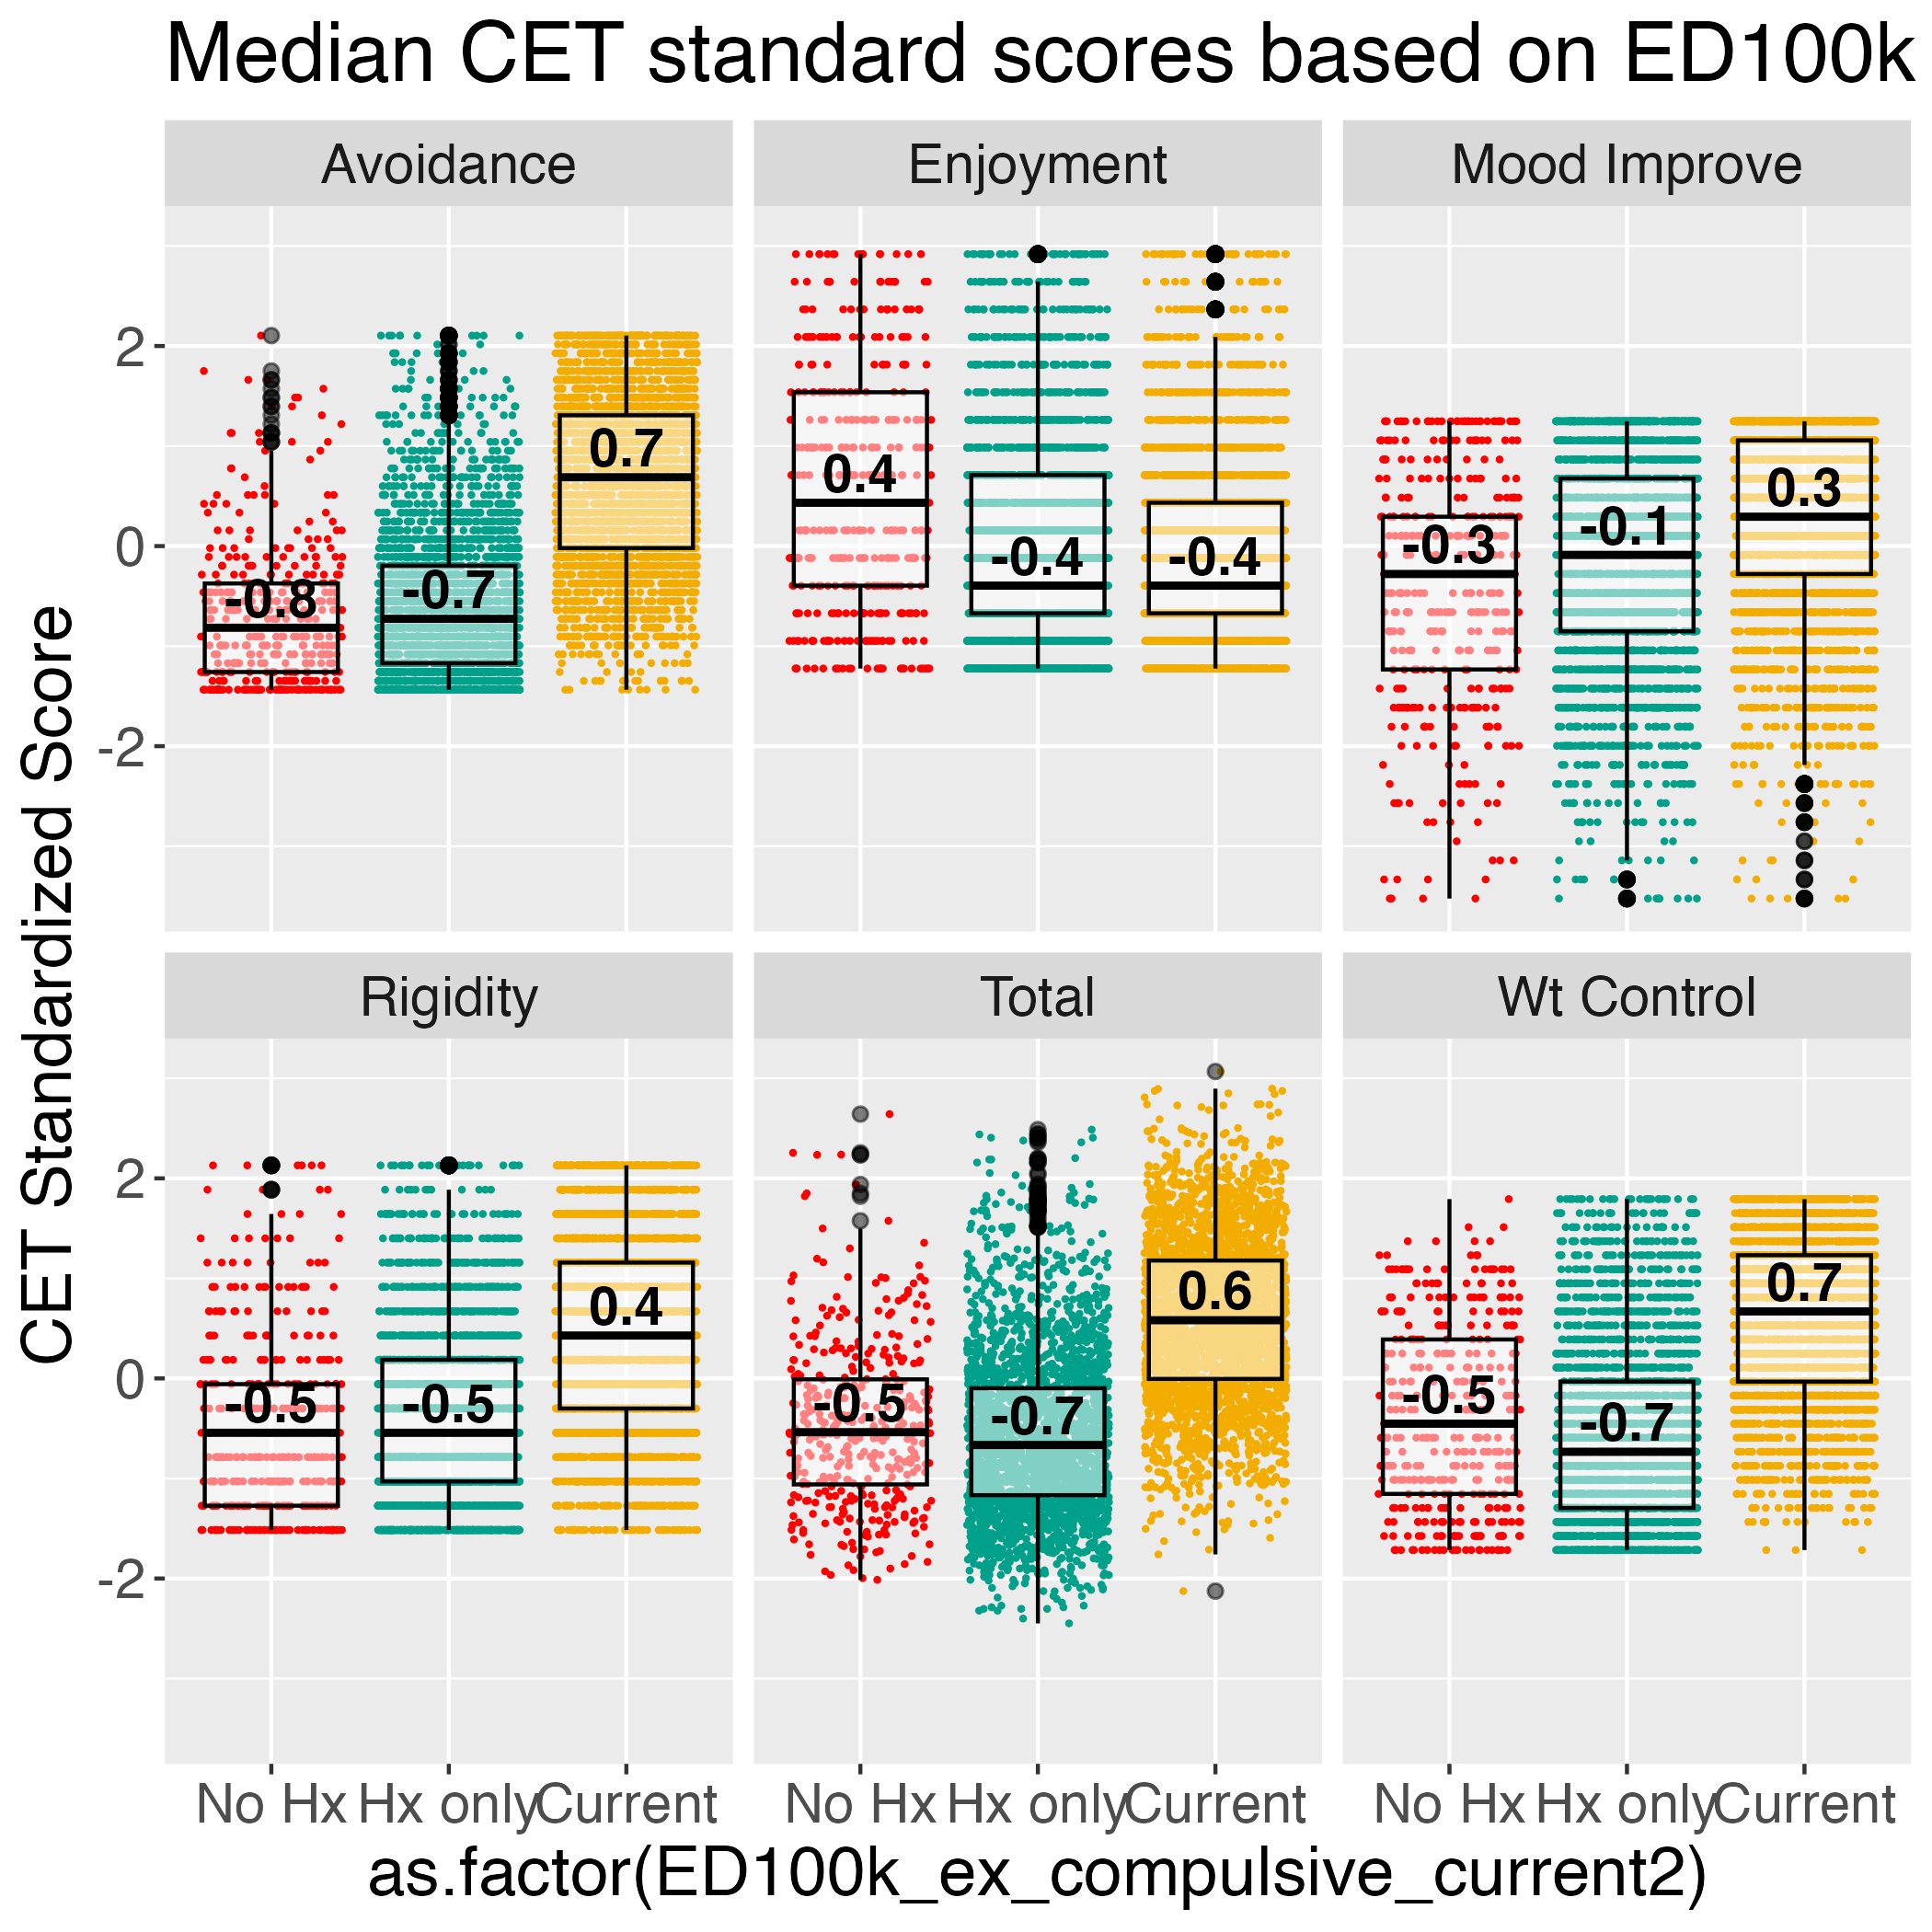 Median CET standard scores based on ED100k
Avoidance Enjoyment Mood Improve
CET Standardized Score
2
0
-2
-0.8 -0.7 0.7
0.4 -0.4 -0.4
-0.3 -0.1 0.3
Rigidity Total Wt Control
2
0
-2
-0.5 -0.5 0.4
-0.5 -0.7 0.6
-0.5 -0.7 0.7
No Hx Hx only Current No Hx Hx only Current No Hx Hx only Current
as.factor(ED100k_ex_compulsive_current2)